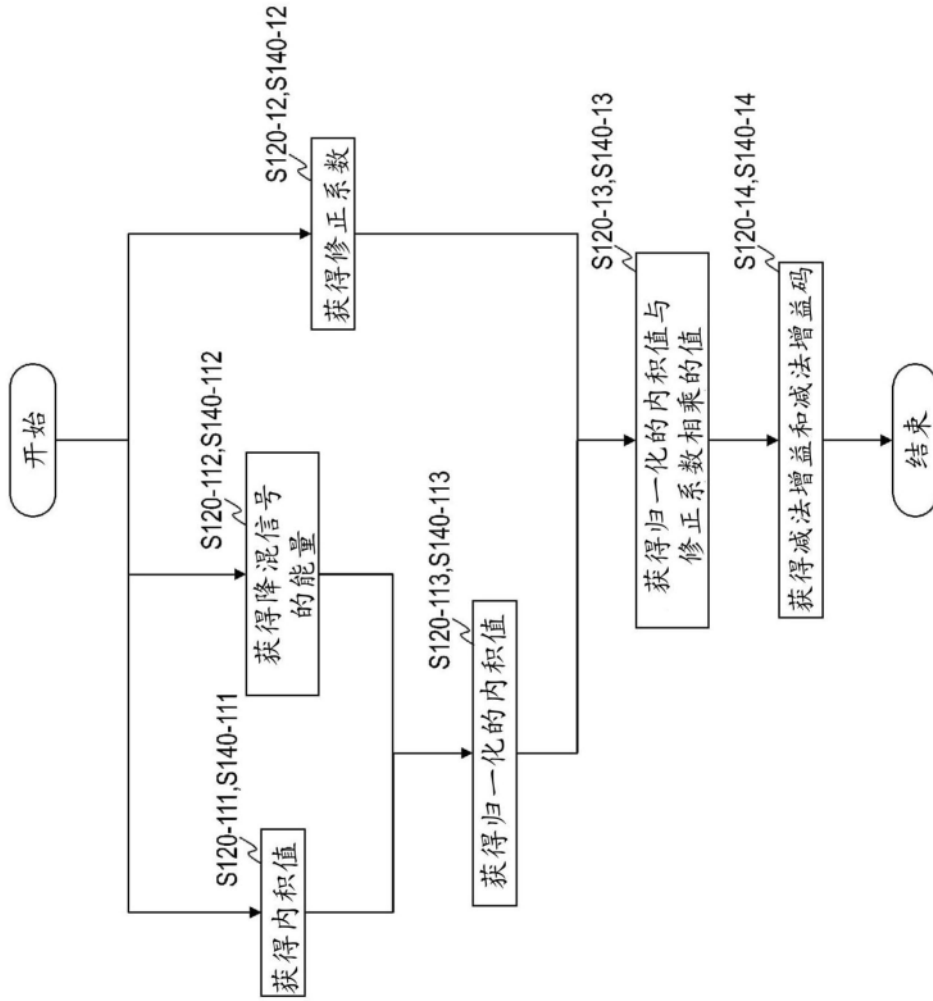 开始
S120-111,S140-111
获得内积值
S120-112,S140-112
获得降混信号
的能量
S120-12,S140-12
获得修正系数
S120-113,S140-113
获得归一化的内积值
S120-13,S140-13
获得归一化的内积值与
修正系数相乘的值
S120-14,S140-14
获得减法增益和减法增益码
结束